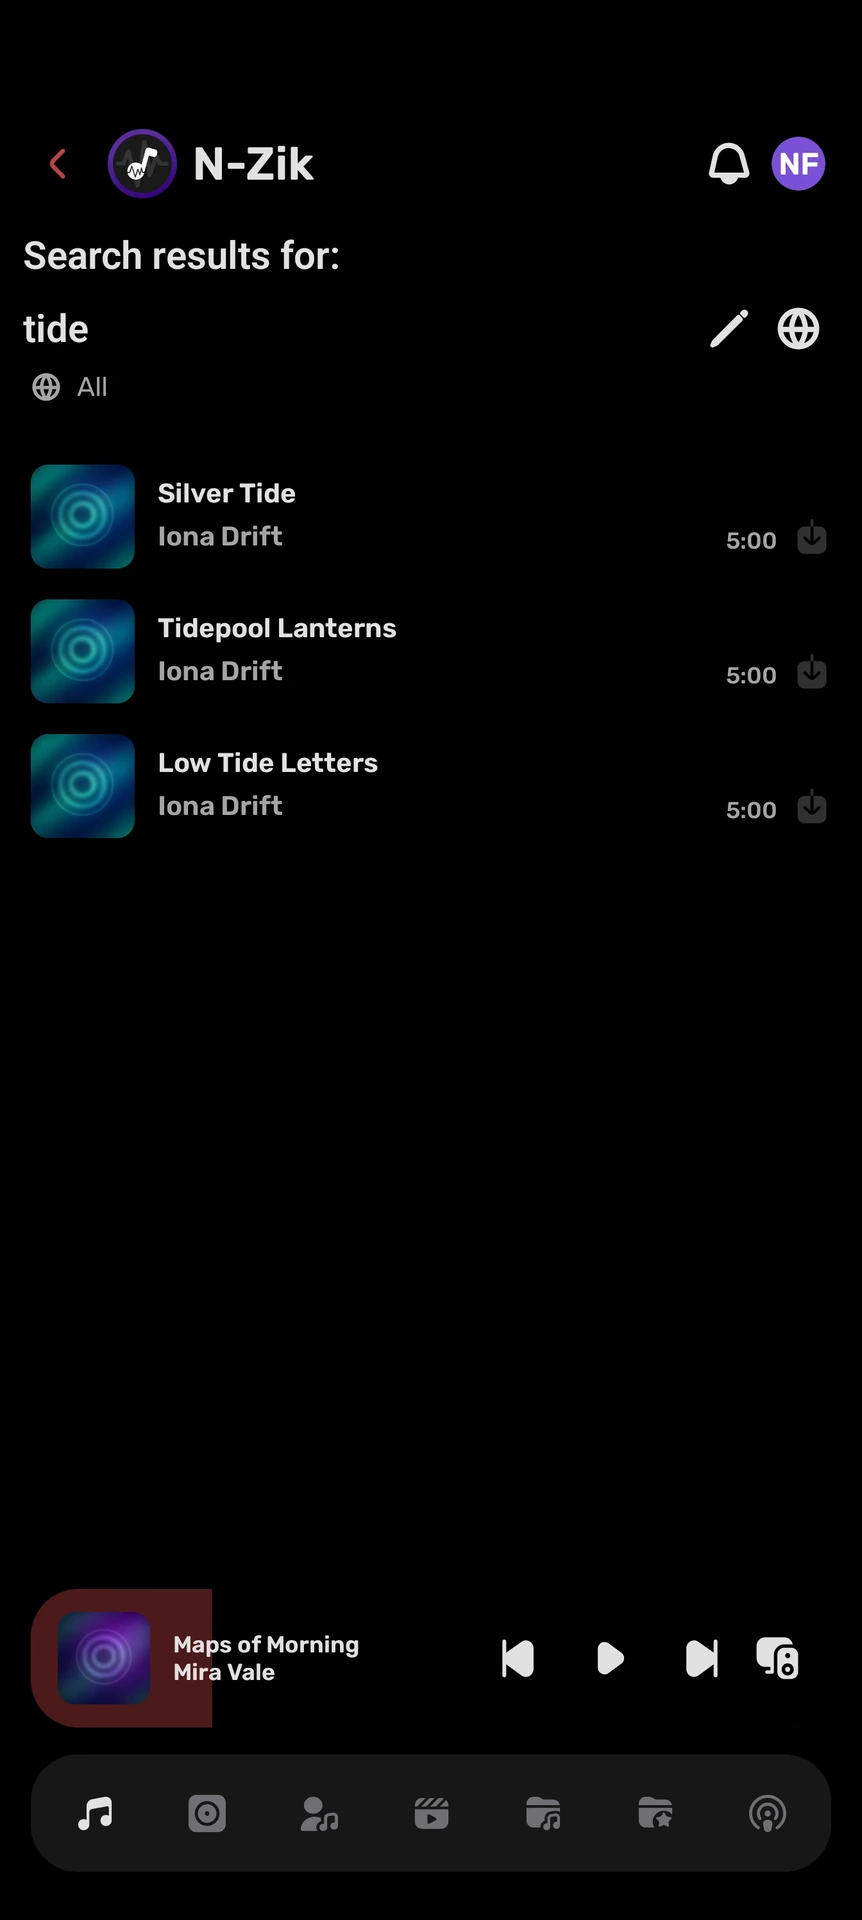 N-Zik
NF
Search results for:
tide
All
Silver Tide
Iona Drift
5:00
Tidepool Lanterns
Iona Drift
5:00
Low Tide Letters
Iona Drift
5:00
Maps of Morning
Mira Vale